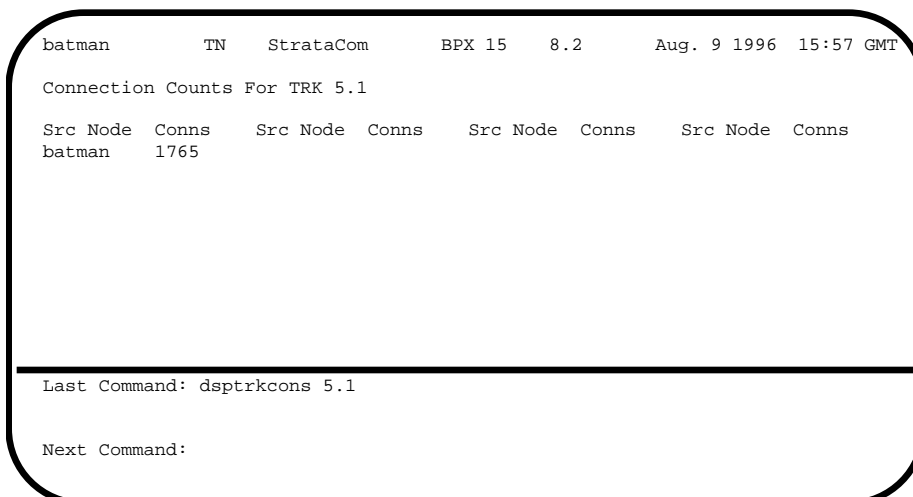 batman TN StrataCom BPX 15 8.2 Aug. 9 1996 15:57 GMT
Connection Counts For TRK 5.1
Src Node Conns Src Node Conns Src Node Conns Src Node Conns
batman 1765
Last Command: dsptrkcons 5.1
Next Command: